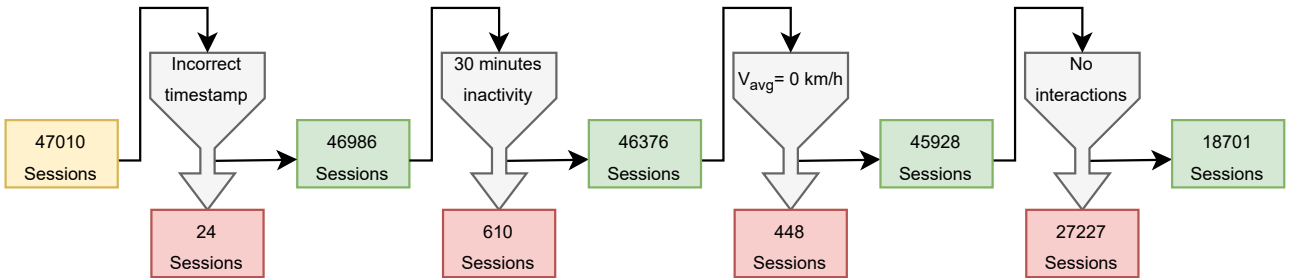 Incorrect
timestamp
30 minutes
inactivity
V_avg= 0 km/h
No
interactions
47010
Sessions
46986
Sessions
46376
Sessions
45928
Sessions
18701
Sessions
24
Sessions
610
Sessions
448
Sessions
27227
Sessions